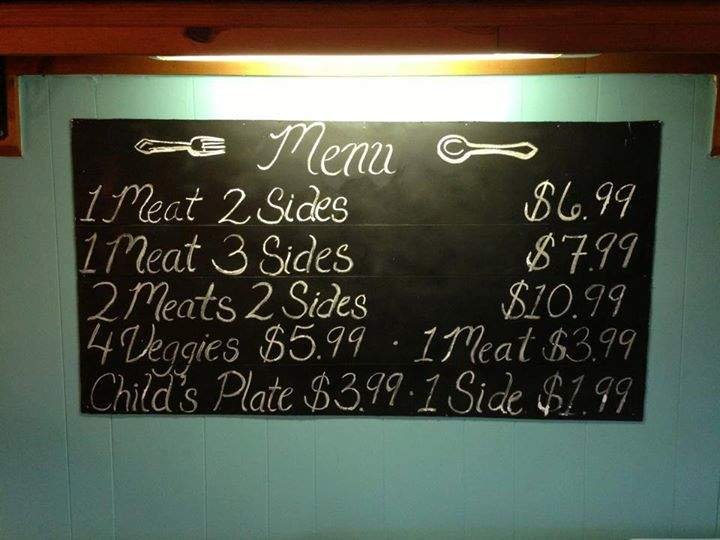 Menu
1 Meat 2 Sides $6.99
1 Meat 3 Sides $7.99
2 Meats 2 Sides $10.99
4 Veggies $5.99 · 1 Meat $3.99
Child's Plate $3.99 · 1 Side $1.99